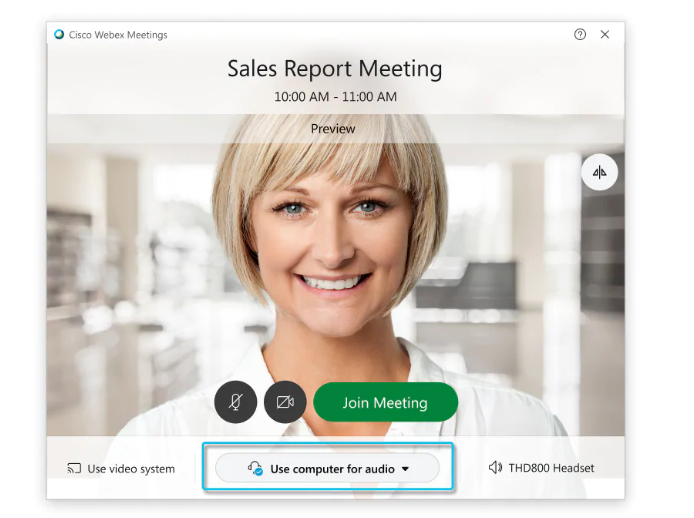 Cisco Webex Meetings
Sales Report Meeting
10:00 AM - 11:00 AM
Preview
Join Meeting
Use video system
Use computer for audio
THD800 Headset